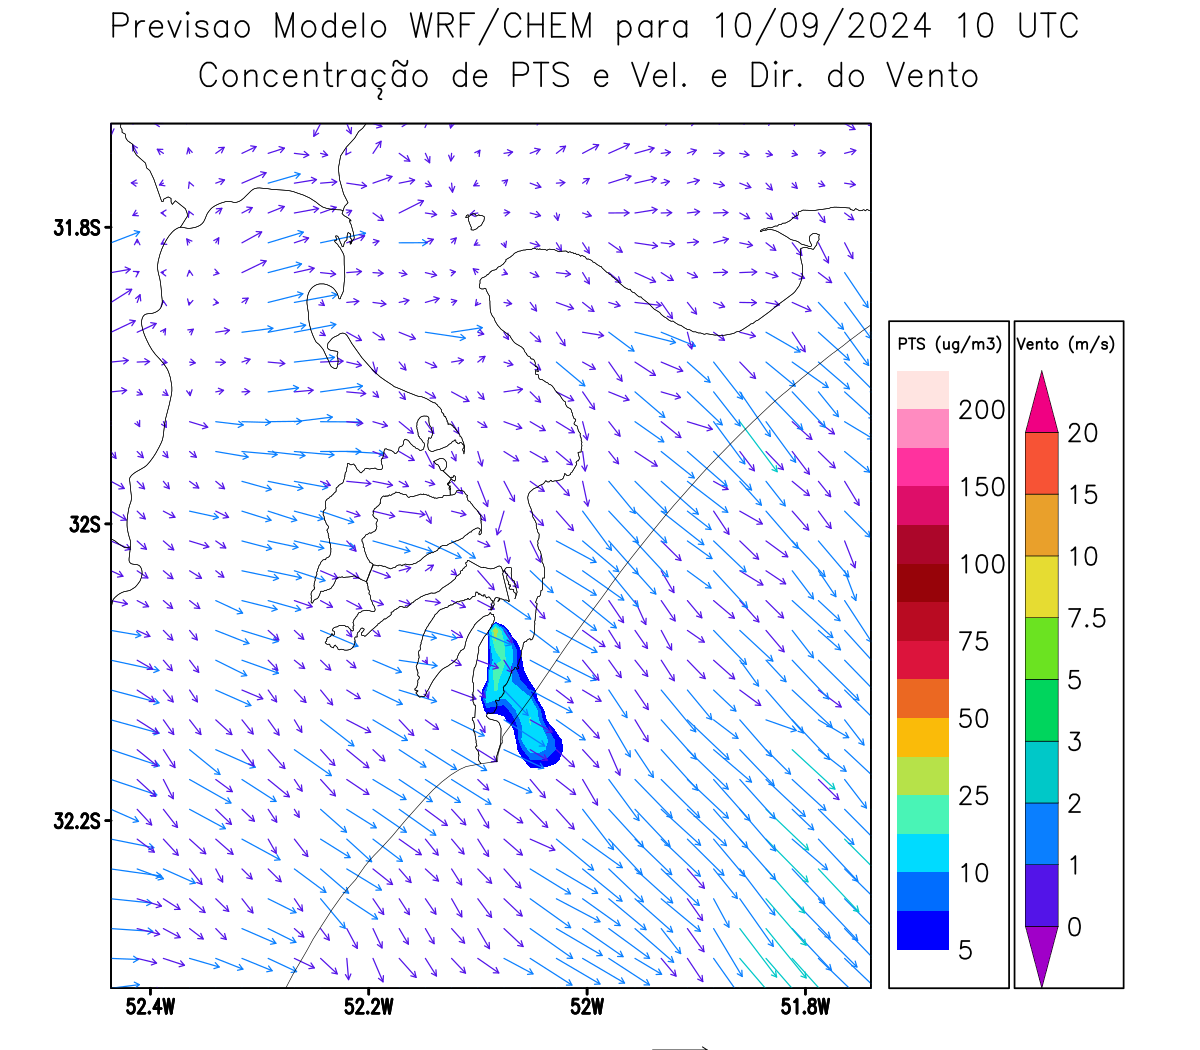 Previsao Modelo WRF/CHEM para 10/09/2024 10 UTC
Concentração de PTS e Vel. e Dir. do Vento
31.8S
32S
32.2S
52.4W
52.2W
52W
51.8W
PTS (ug/m3)
200
150
100
75
50
25
10
5
Vento (m/s)
20
15
10
7.5
5
3
2
1
0